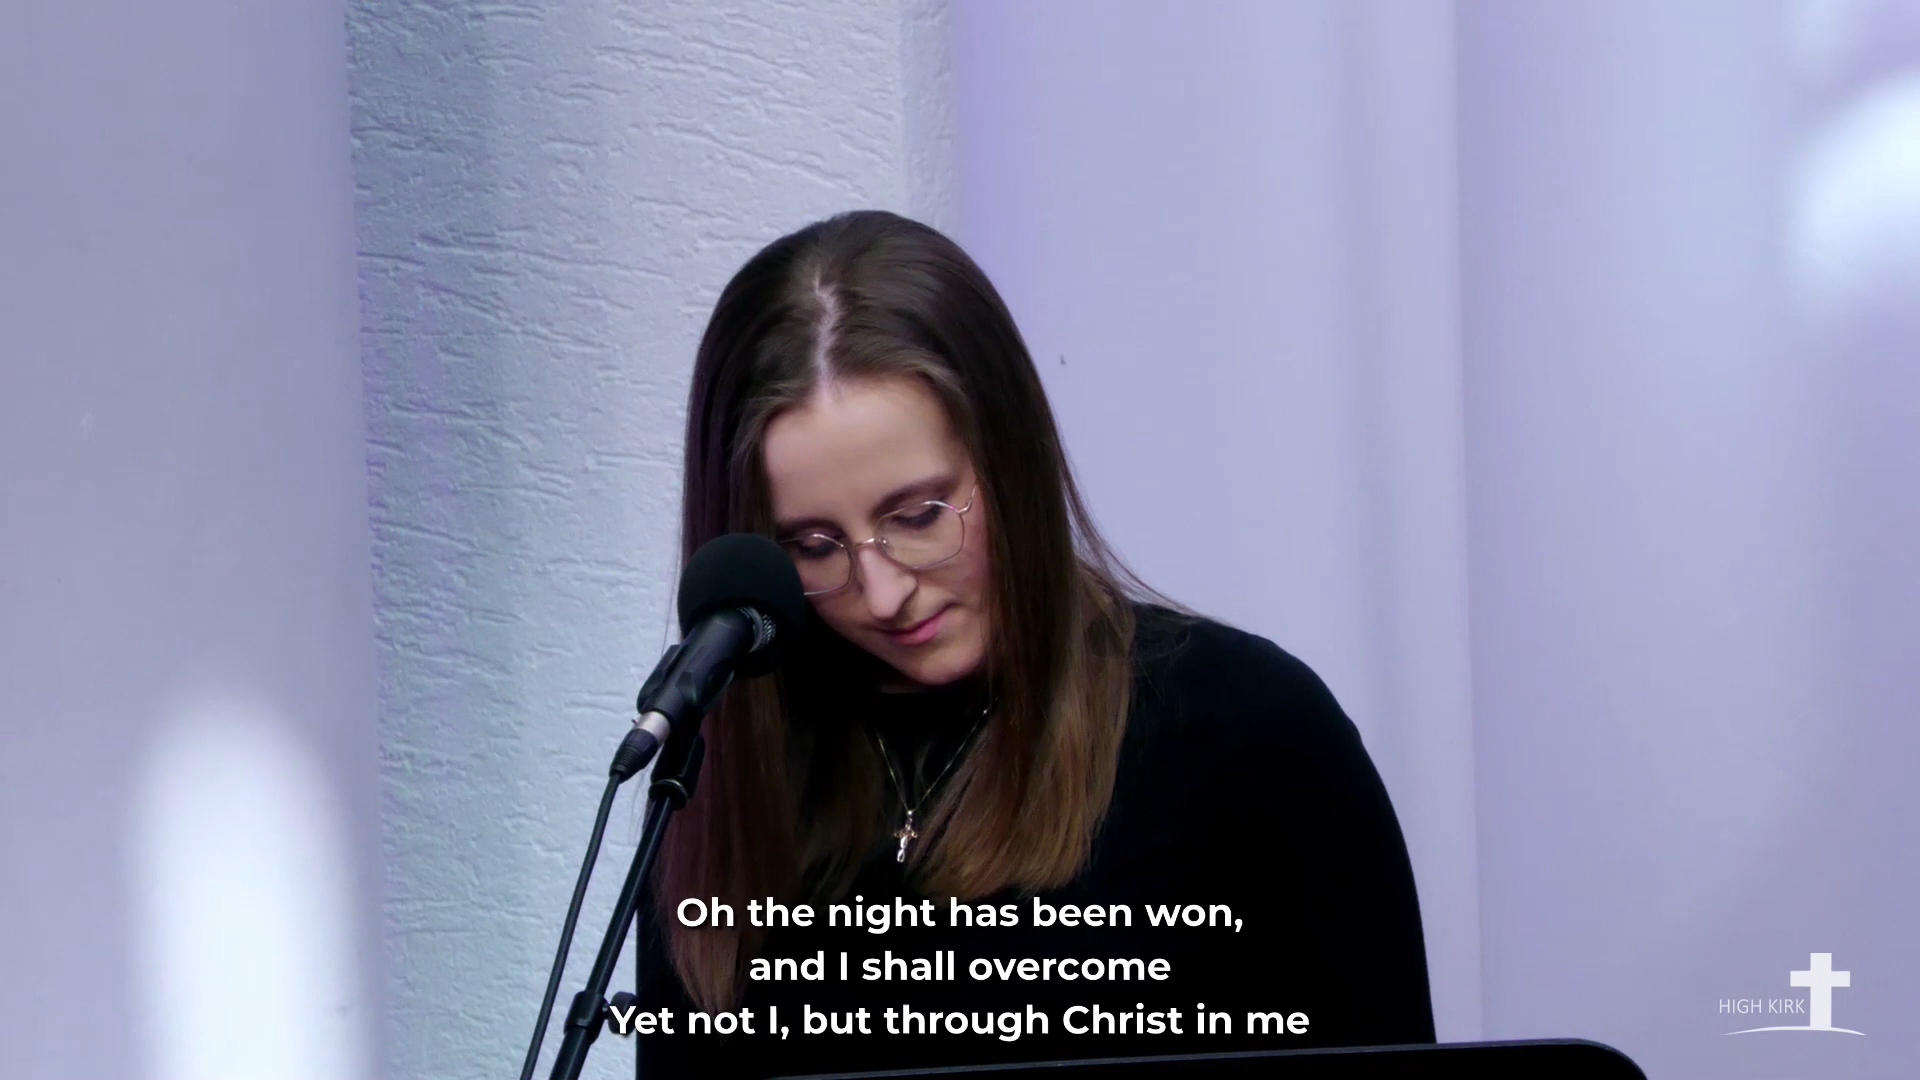 Oh the night has been won,
and I shall overcome
Yet not I, but through Christ in me
HIGH KIRK